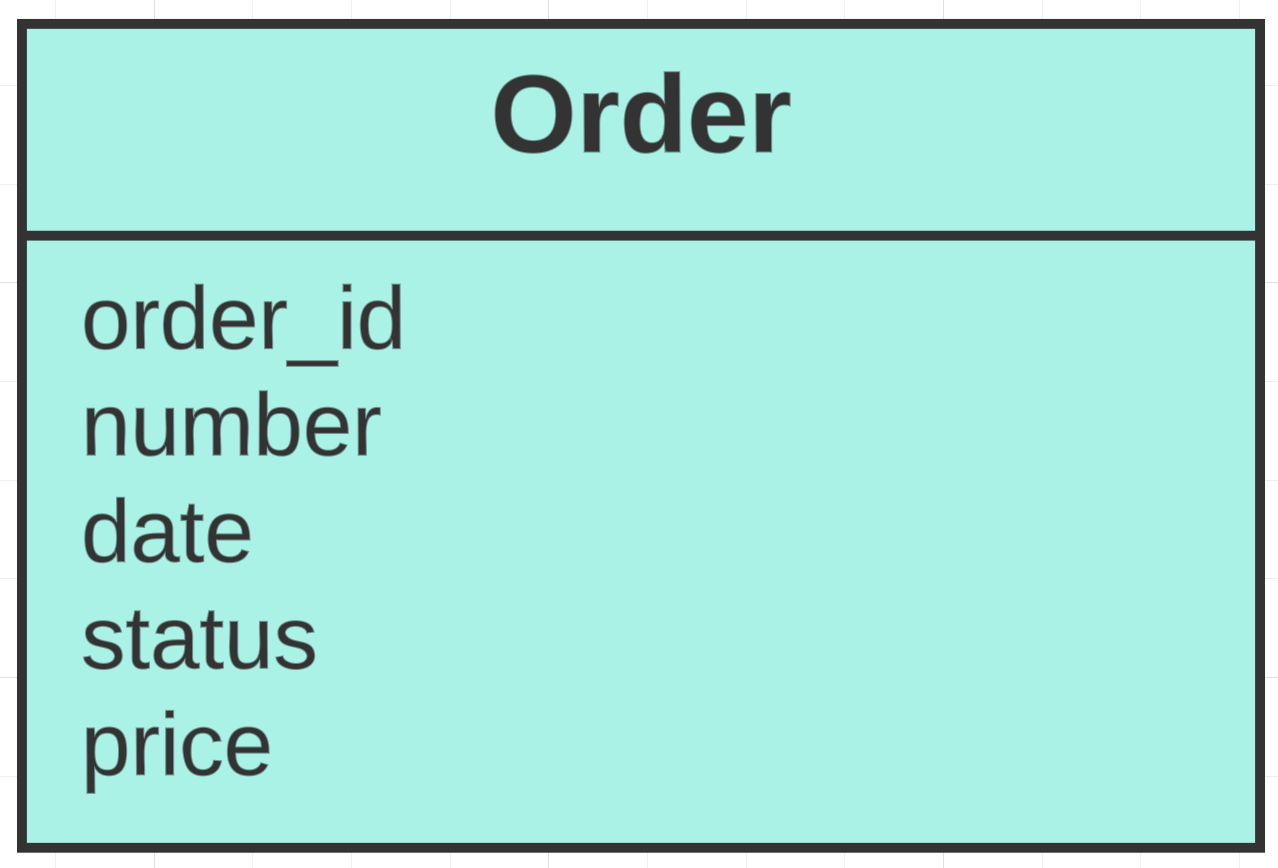 Order
order_id
number
date
status
price